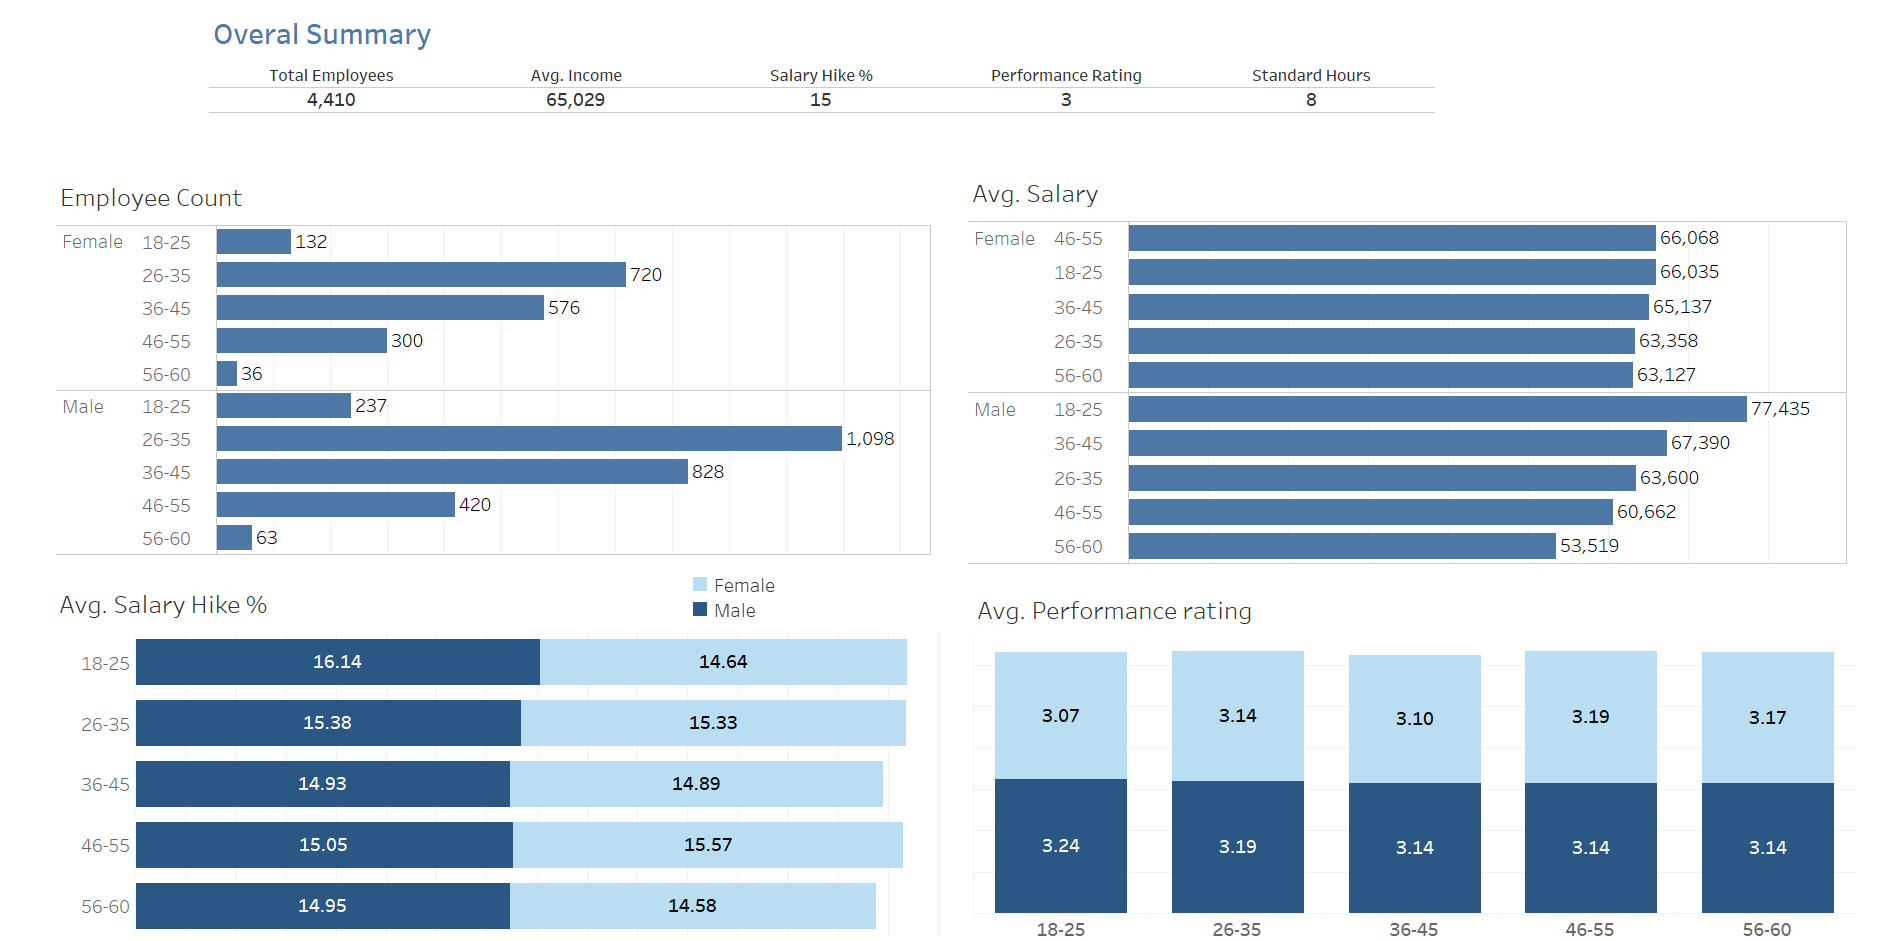 Overal Summary
Total Employees Avg. Income Salary Hike % Performance Rating Standard Hours
4,410 65,029 15 3 8
Employee Count
Female 18-25 132
26-35 720
36-45 576
46-55 300
56-60 36
Male 18-25 237
26-35 1,098
36-45 828
46-55 420
56-60 63
Avg. Salary
Female 46-55 66,068
18-25 66,035
36-45 65,137
26-35 63,358
56-60 63,127
Male 18-25 77,435
36-45 67,390
26-35 63,600
46-55 60,662
56-60 53,519
Avg. Salary Hike %
Female
Male
18-25 16.14 14.64
26-35 15.38 15.33
36-45 14.93 14.89
46-55 15.05 15.57
56-60 14.95 14.58
Avg. Performance rating
3.07 3.14 3.10 3.19 3.17
3.24 3.19 3.14 3.14 3.14
18-25 26-35 36-45 46-55 56-60